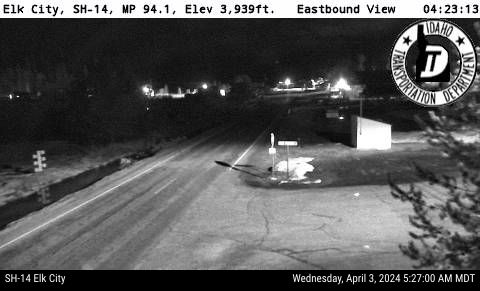 Elk City, SH-14, MP 94.1, Elev 3,939ft.   Eastbound View   04:23:13
IDAHO
TRANSPORTATION DEPARTMENT
SH-14 Elk City
Wednesday, April 3, 2024 5:27:00 AM MDT